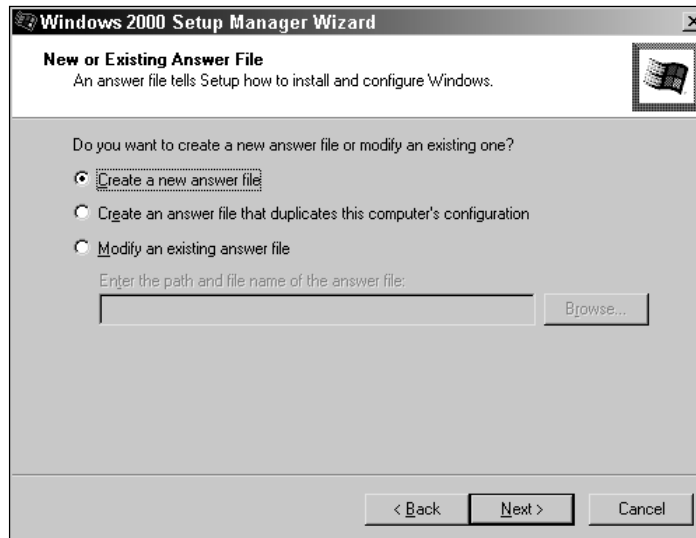 Windows 2000 Setup Manager Wizard
New or Existing Answer File
An answer file tells Setup how to install and configure Windows.
Do you want to create a new answer file or modify an existing one?
Create a new answer file
Create an answer file that duplicates this computer's configuration
Modify an existing answer file
Enter the path and file name of the answer file:
Browse...
< Back Next > Cancel